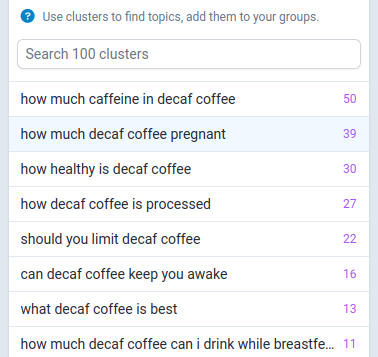 ? Use clusters to find topics, add them to your groups.
Search 100 clusters
how much caffeine in decaf coffee 50
how much decaf coffee pregnant 39
how healthy is decaf coffee 30
how decaf coffee is processed 27
should you limit decaf coffee 22
can decaf coffee keep you awake 16
what decaf coffee is best 13
how much decaf coffee can i drink while breastfe... 11